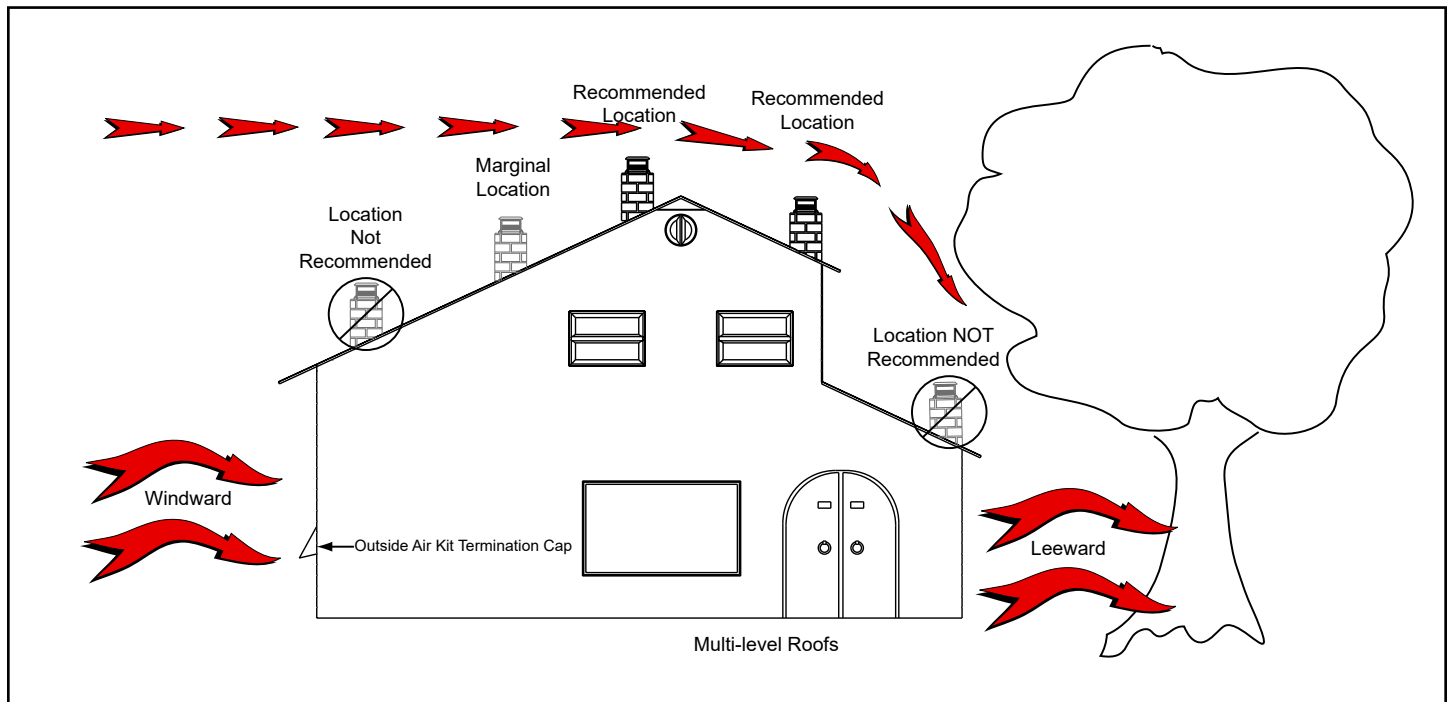 Recommended
Location
Recommended
Location
Marginal
Location
Location
Not
Recommended
Location NOT
Recommended
Windward
Outside Air Kit Termination Cap
Leeward
Multi-level Roofs